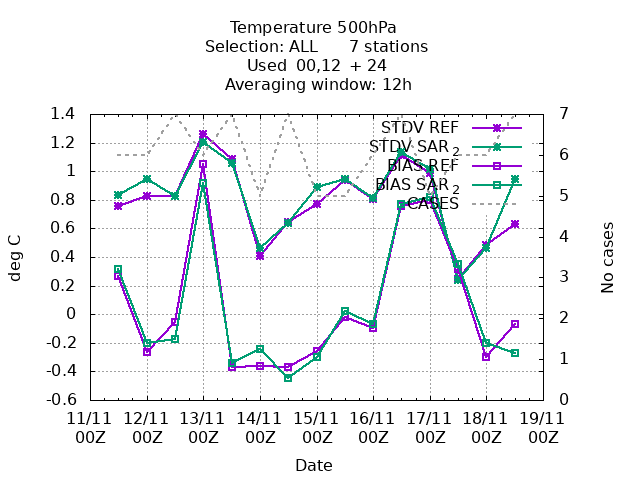 Temperature 500hPa
Selection: ALL 7 stations
Used 00,12 + 24
Averaging window: 12h
1.4
1.2
1
0.8
0.6
0.4
0.2
0
-0.2
-0.4
-0.6
deg C
7
6
5
4
3
2
1
0
No cases
STDV REF
STDV SAR 2
BIAS REF
BIAS SAR 2
CASES
11/11 12/11 13/11 14/11 15/11 16/11 17/11 18/11 19/11
00Z 00Z 00Z 00Z 00Z 00Z 00Z 00Z 00Z
Date